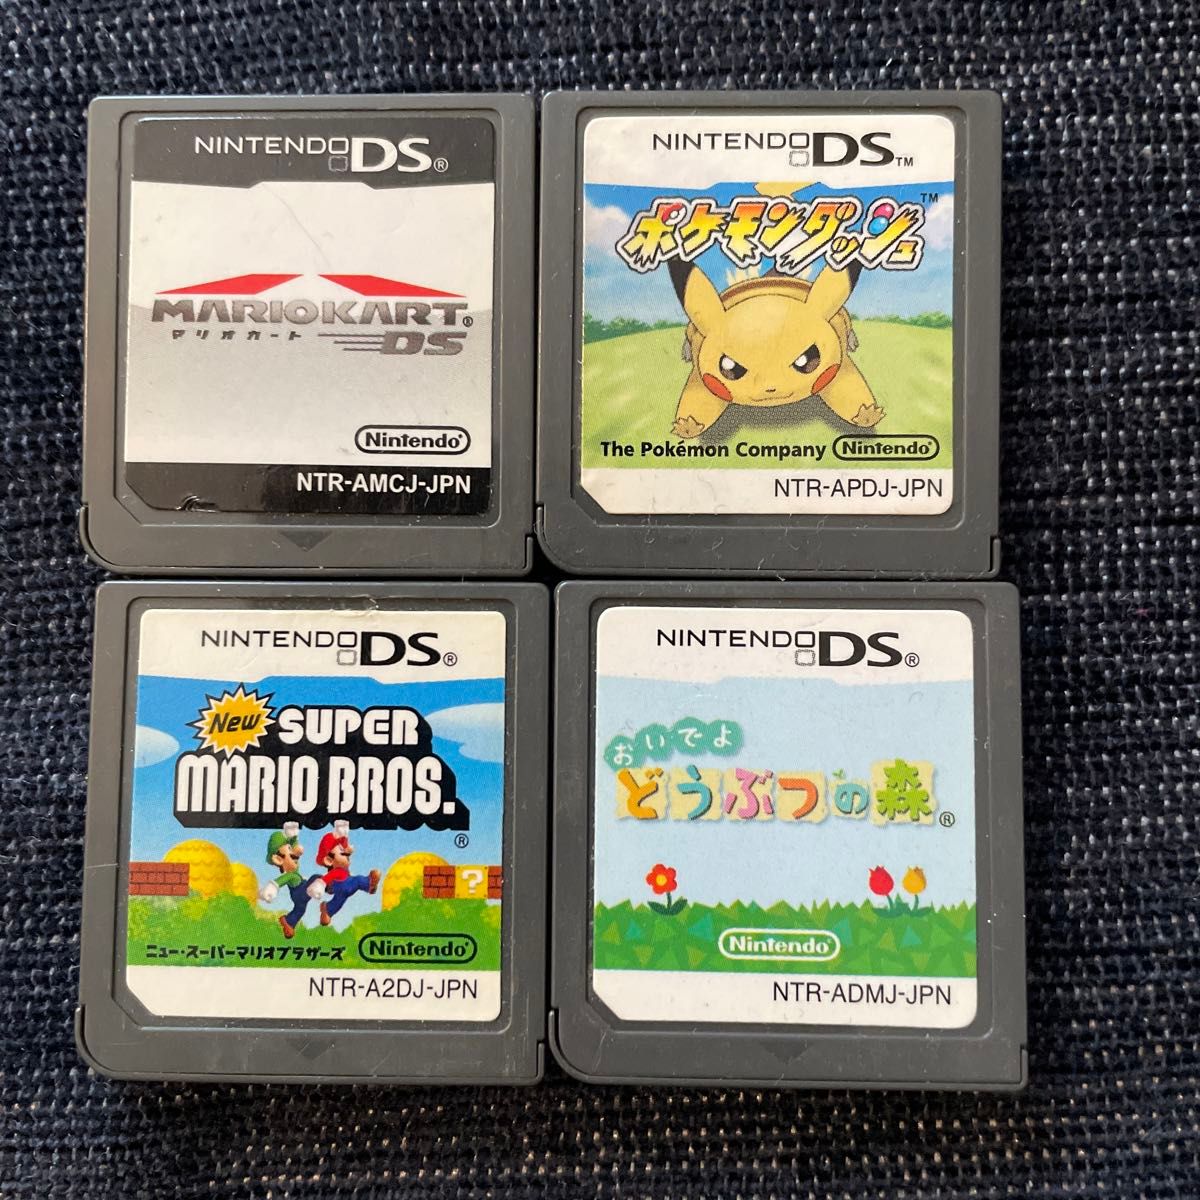 NINTENDO DS®
MARIOKART®
マリオカート DS
Nintendo®
NTR-AMCJ-JPN
NINTENDO DS™
ポケモンダッシュ™
The Pokémon Company Nintendo®
NTR-APDJ-JPN
NINTENDO DS®
New SUPER
MARIO BROS.®
?
ニュー・スーパーマリオブラザーズ Nintendo®
NTR-A2DJ-JPN
NINTENDO DS®
おいでよ
どうぶつの森®
Nintendo®
NTR-ADMJ-JPN